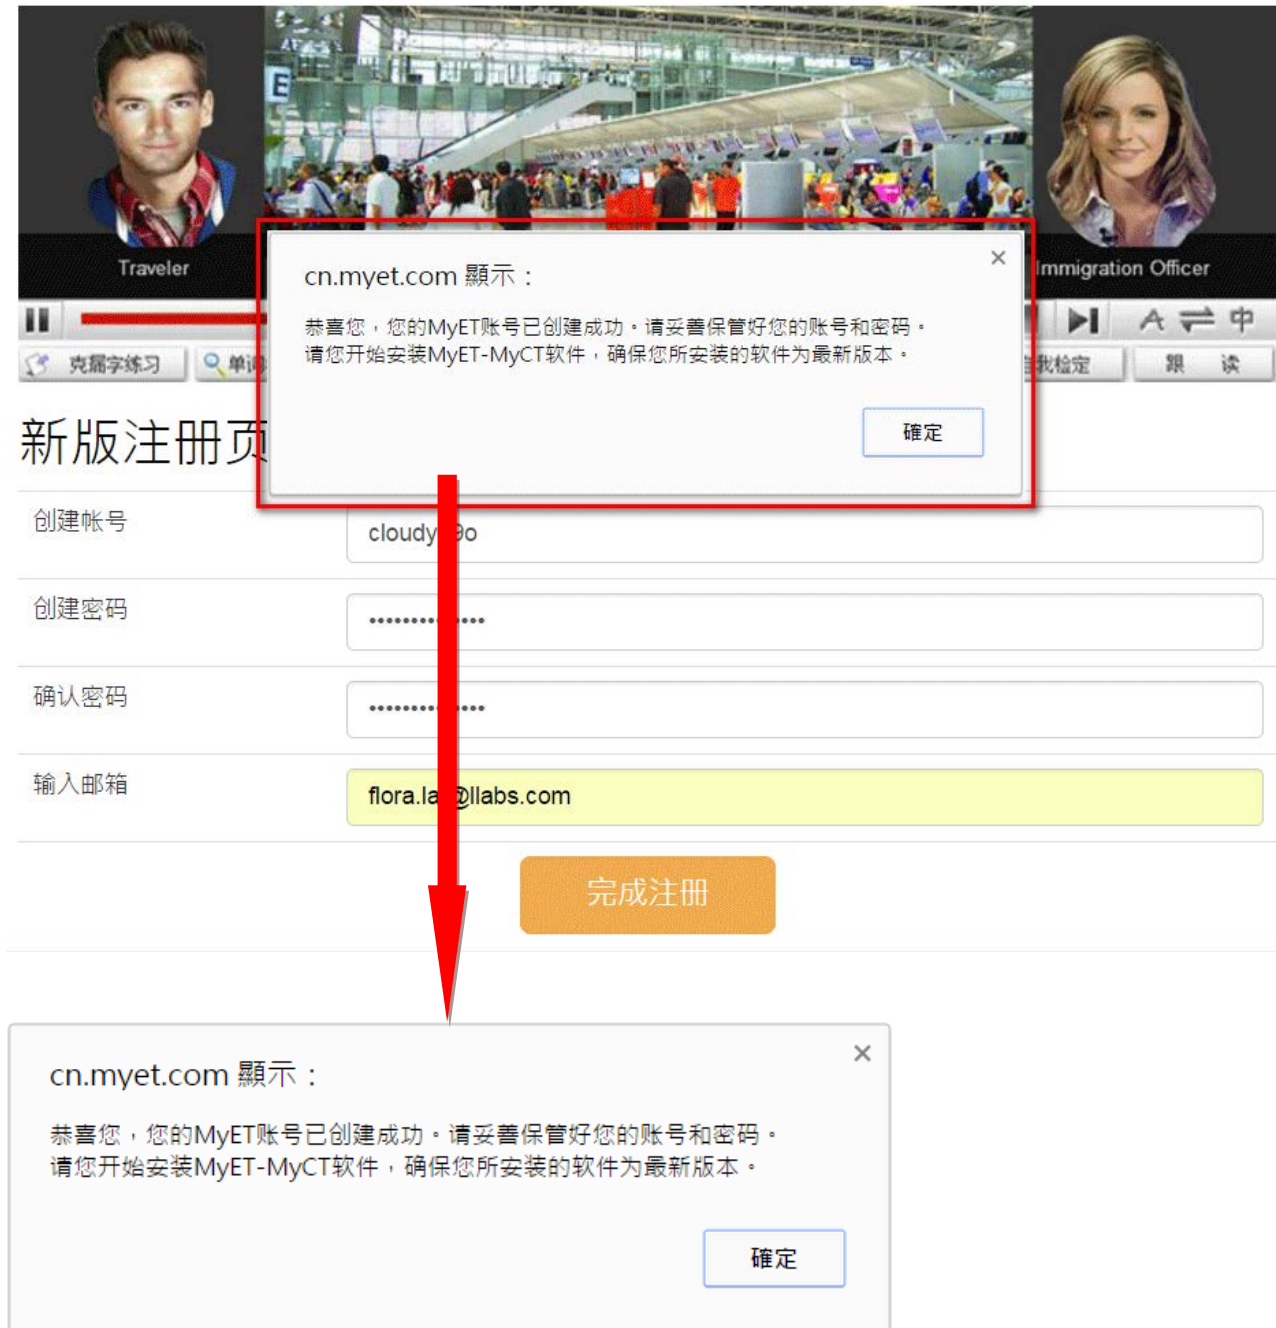 E
Traveler
Immigration Officer
cn.myet.com 顯示：
恭喜您，您的MyET账号已创建成功。请妥善保管好您的账号和密码。
请您开始安装MyET-MyCT软件，确保您所安装的软件为最新版本。
確定
A ⇌ 中
克漏字练习
单词
我检定
跟 读
新版注册页
创建帐号
创建密码
••••••••••••••
确认密码
••••••••••••••
输入邮箱
完成注册
cn.myet.com 顯示：
恭喜您，您的MyET账号已创建成功。请妥善保管好您的账号和密码。
请您开始安装MyET-MyCT软件，确保您所安装的软件为最新版本。
確定